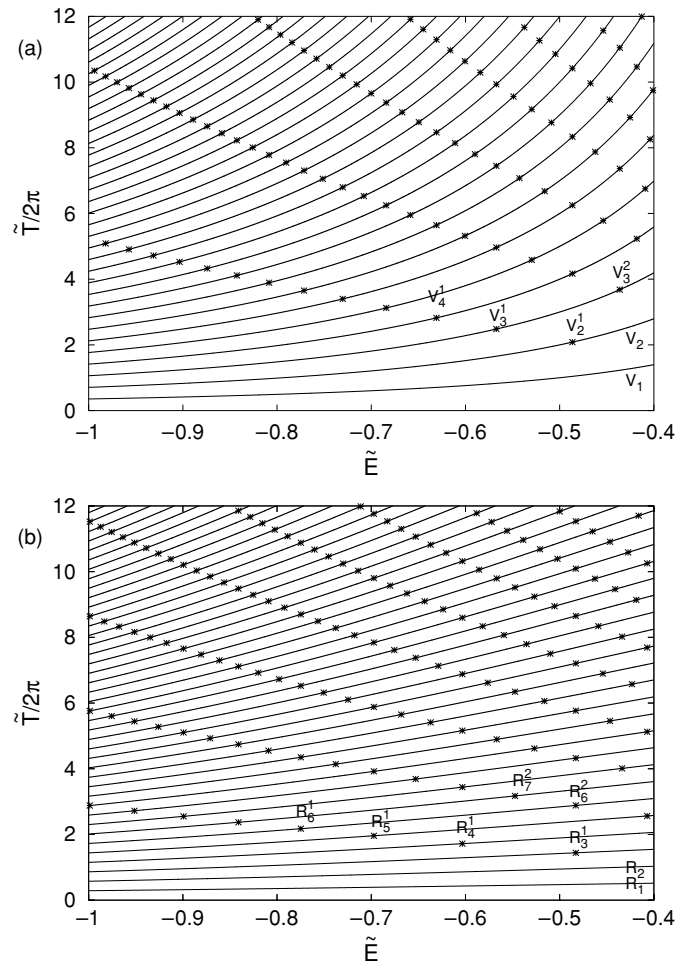 (a)
12
10
8
6
4
2
0
T̃/2π
V₄¹
V₃¹
V₃²
V₂¹
V₂
V₁
−1 −0.9 −0.8 −0.7 −0.6 −0.5 −0.4
Ẽ
(b)
12
10
8
6
4
2
0
T̃/2π
R₇²
R₆²
R₆¹
R₅¹
R₄¹
R₃¹
R₂
R₁
−1 −0.9 −0.8 −0.7 −0.6 −0.5 −0.4
Ẽ